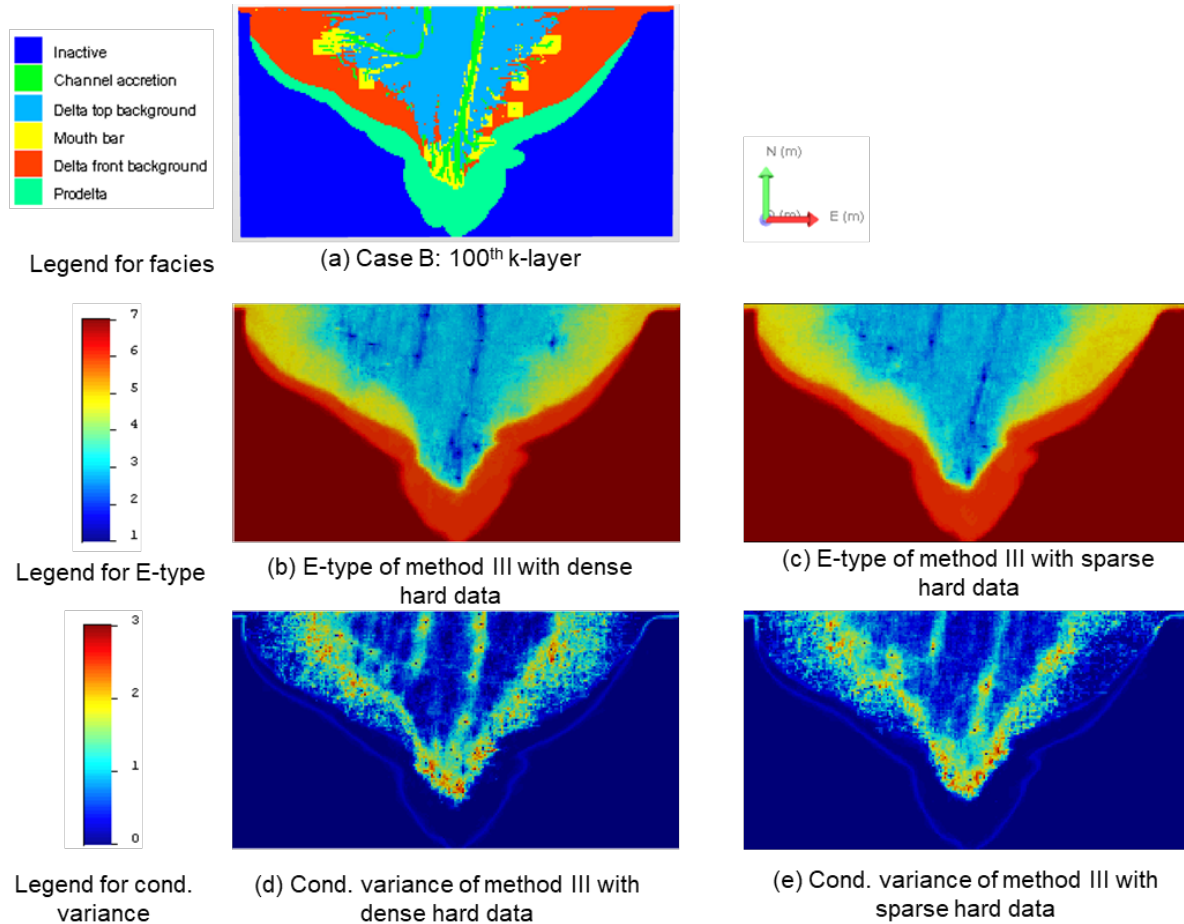 Inactive
Channel accretion
Delta top background
Mouth bar
Delta front background
Prodelta
Legend for facies
(a) Case B: 100th k-layer
N (m)
E (m)
7
6
5
4
3
2
1
Legend for E-type
(b) E-type of method III with dense
hard data
(c) E-type of method III with sparse
hard data
3
2
1
0
Legend for cond.
variance
(d) Cond. variance of method III with
dense hard data
(e) Cond. variance of method III with
sparse hard data